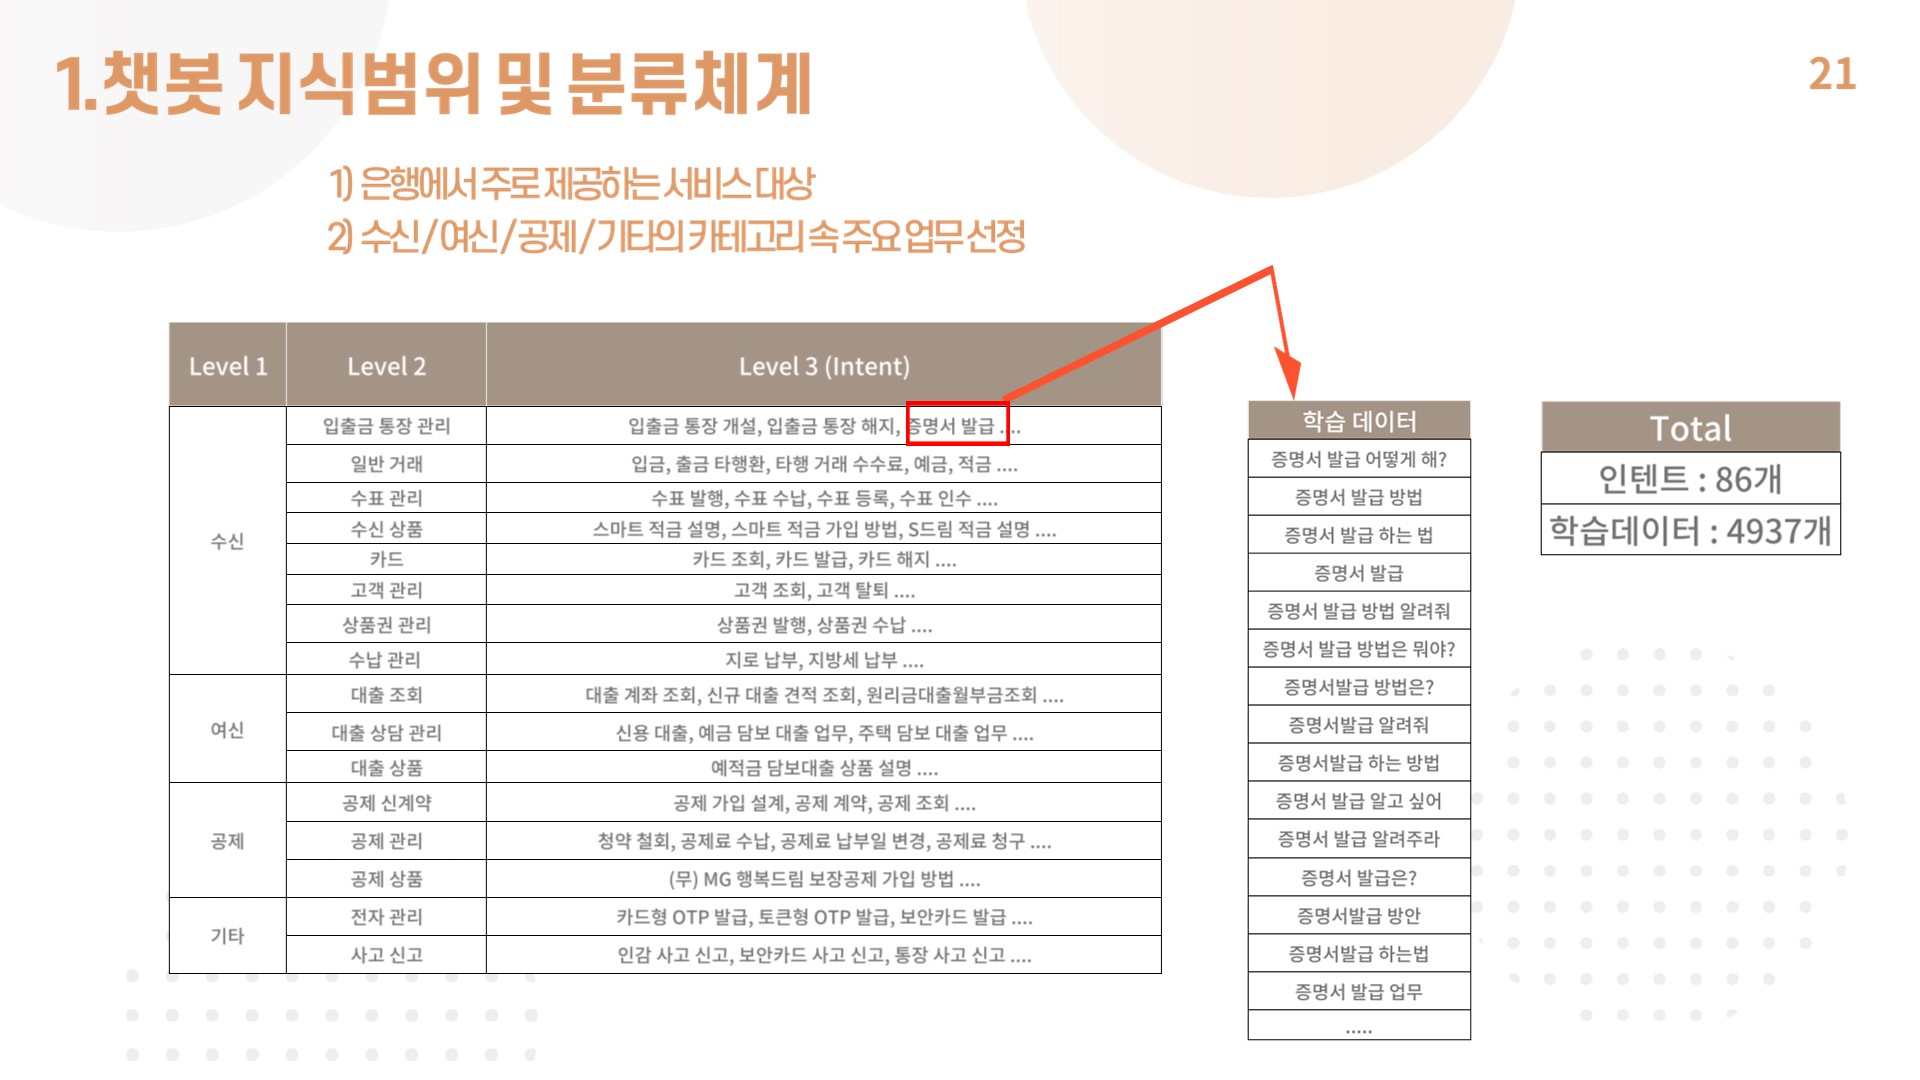 1.챗봇 지식범위 및 분류체계
21
1) 은행에서 주로 제공하는 서비스 대상
2) 수신 / 여신 / 공제 / 기타의 카테고리 속 주요 업무 선정
Level 1 Level 2 Level 3 (Intent)
수신
입출금 통장 관리 입출금 통장 개설, 입출금 통장 해지, 증명서 발급 ....
일반 거래 입금, 출금 타행환, 타행 거래 수수료, 예금, 적금 ....
수표 관리 수표 발행, 수표 수납, 수표 등록, 수표 인수 ....
수신 상품 스마트 적금 설명, 스마트 적금 가입 방법, S드림 적금 설명 ....
카드 카드 조회, 카드 발급, 카드 해지 ....
고객 관리 고객 조회, 고객 탈퇴 ....
상품권 관리 상품권 발행, 상품권 수납 ....
수납 관리 지로 납부, 지방세 납부 ....
여신
대출 조회 대출 계좌 조회, 신규 대출 견적 조회, 원리금대출월부금조회 ....
대출 상담 관리 신용 대출, 예금 담보 대출 업무, 주택 담보 대출 업무 ....
대출 상품 예적금 담보대출 상품 설명 ....
공제
공제 신계약 공제 가입 설계, 공제 계약, 공제 조회 ....
공제 관리 청약 철회, 공제료 수납, 공제료 납부일 변경, 공제료 청구 ....
공제 상품 (무) MG 행복드림 보장공제 가입 방법 ....
기타
전자 관리 카드형 OTP 발급, 토큰형 OTP 발급, 보안카드 발급 ....
사고 신고 인감 사고 신고, 보안카드 사고 신고, 통장 사고 신고 ....
학습 데이터
증명서 발급 어떻게 해?
증명서 발급 방법
증명서 발급 하는 법
증명서 발급
증명서 발급 방법 알려줘
증명서 발급 방법은 뭐야?
증명서발급 방법은?
증명서발급 알려줘
증명서발급 하는 방법
증명서 발급 알고 싶어
증명서 발급 알려주라
증명서 발급은?
증명서발급 방안
증명서발급 하는법
증명서 발급 업무
.....
Total
인텐트 : 86개
학습데이터 : 4937개